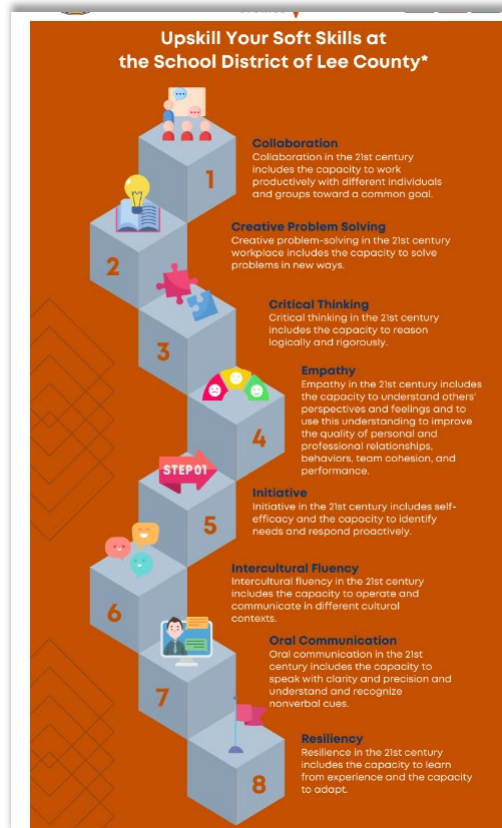 Upskill Your Soft Skills at
the School District of Lee County*
Collaboration
Collaboration in the 21st century
includes the capacity to work
productively with different individuals
and groups toward a common goal.
1
Creative Problem Solving
Creative problem-solving in the 21st century
workplace includes the capacity to solve
problems in new ways.
2
Critical Thinking
Critical thinking in the 21st century
includes the capacity to reason
logically and rigorously.
3
Empathy
Empathy in the 21st century includes
the capacity to understand others'
perspectives and feelings and to
use this understanding to improve
the quality of personal and
professional relationships,
behaviors, team cohesion, and
performance.
4
STEP 01
Initiative
Initiative in the 21st century includes self-
efficacy and the capacity to identify
needs and respond proactively.
5
Intercultural Fluency
Intercultural fluency in the 21st century
includes the capacity to operate and
communicate in different cultural
contexts.
6
Oral Communication
Oral communication in the 21st
century includes the capacity to
speak with clarity and precision and
understand and recognize
nonverbal cues.
7
Resiliency
Resilience in the 21st century
includes the capacity to learn
from experience and the capacity
to adapt.
8